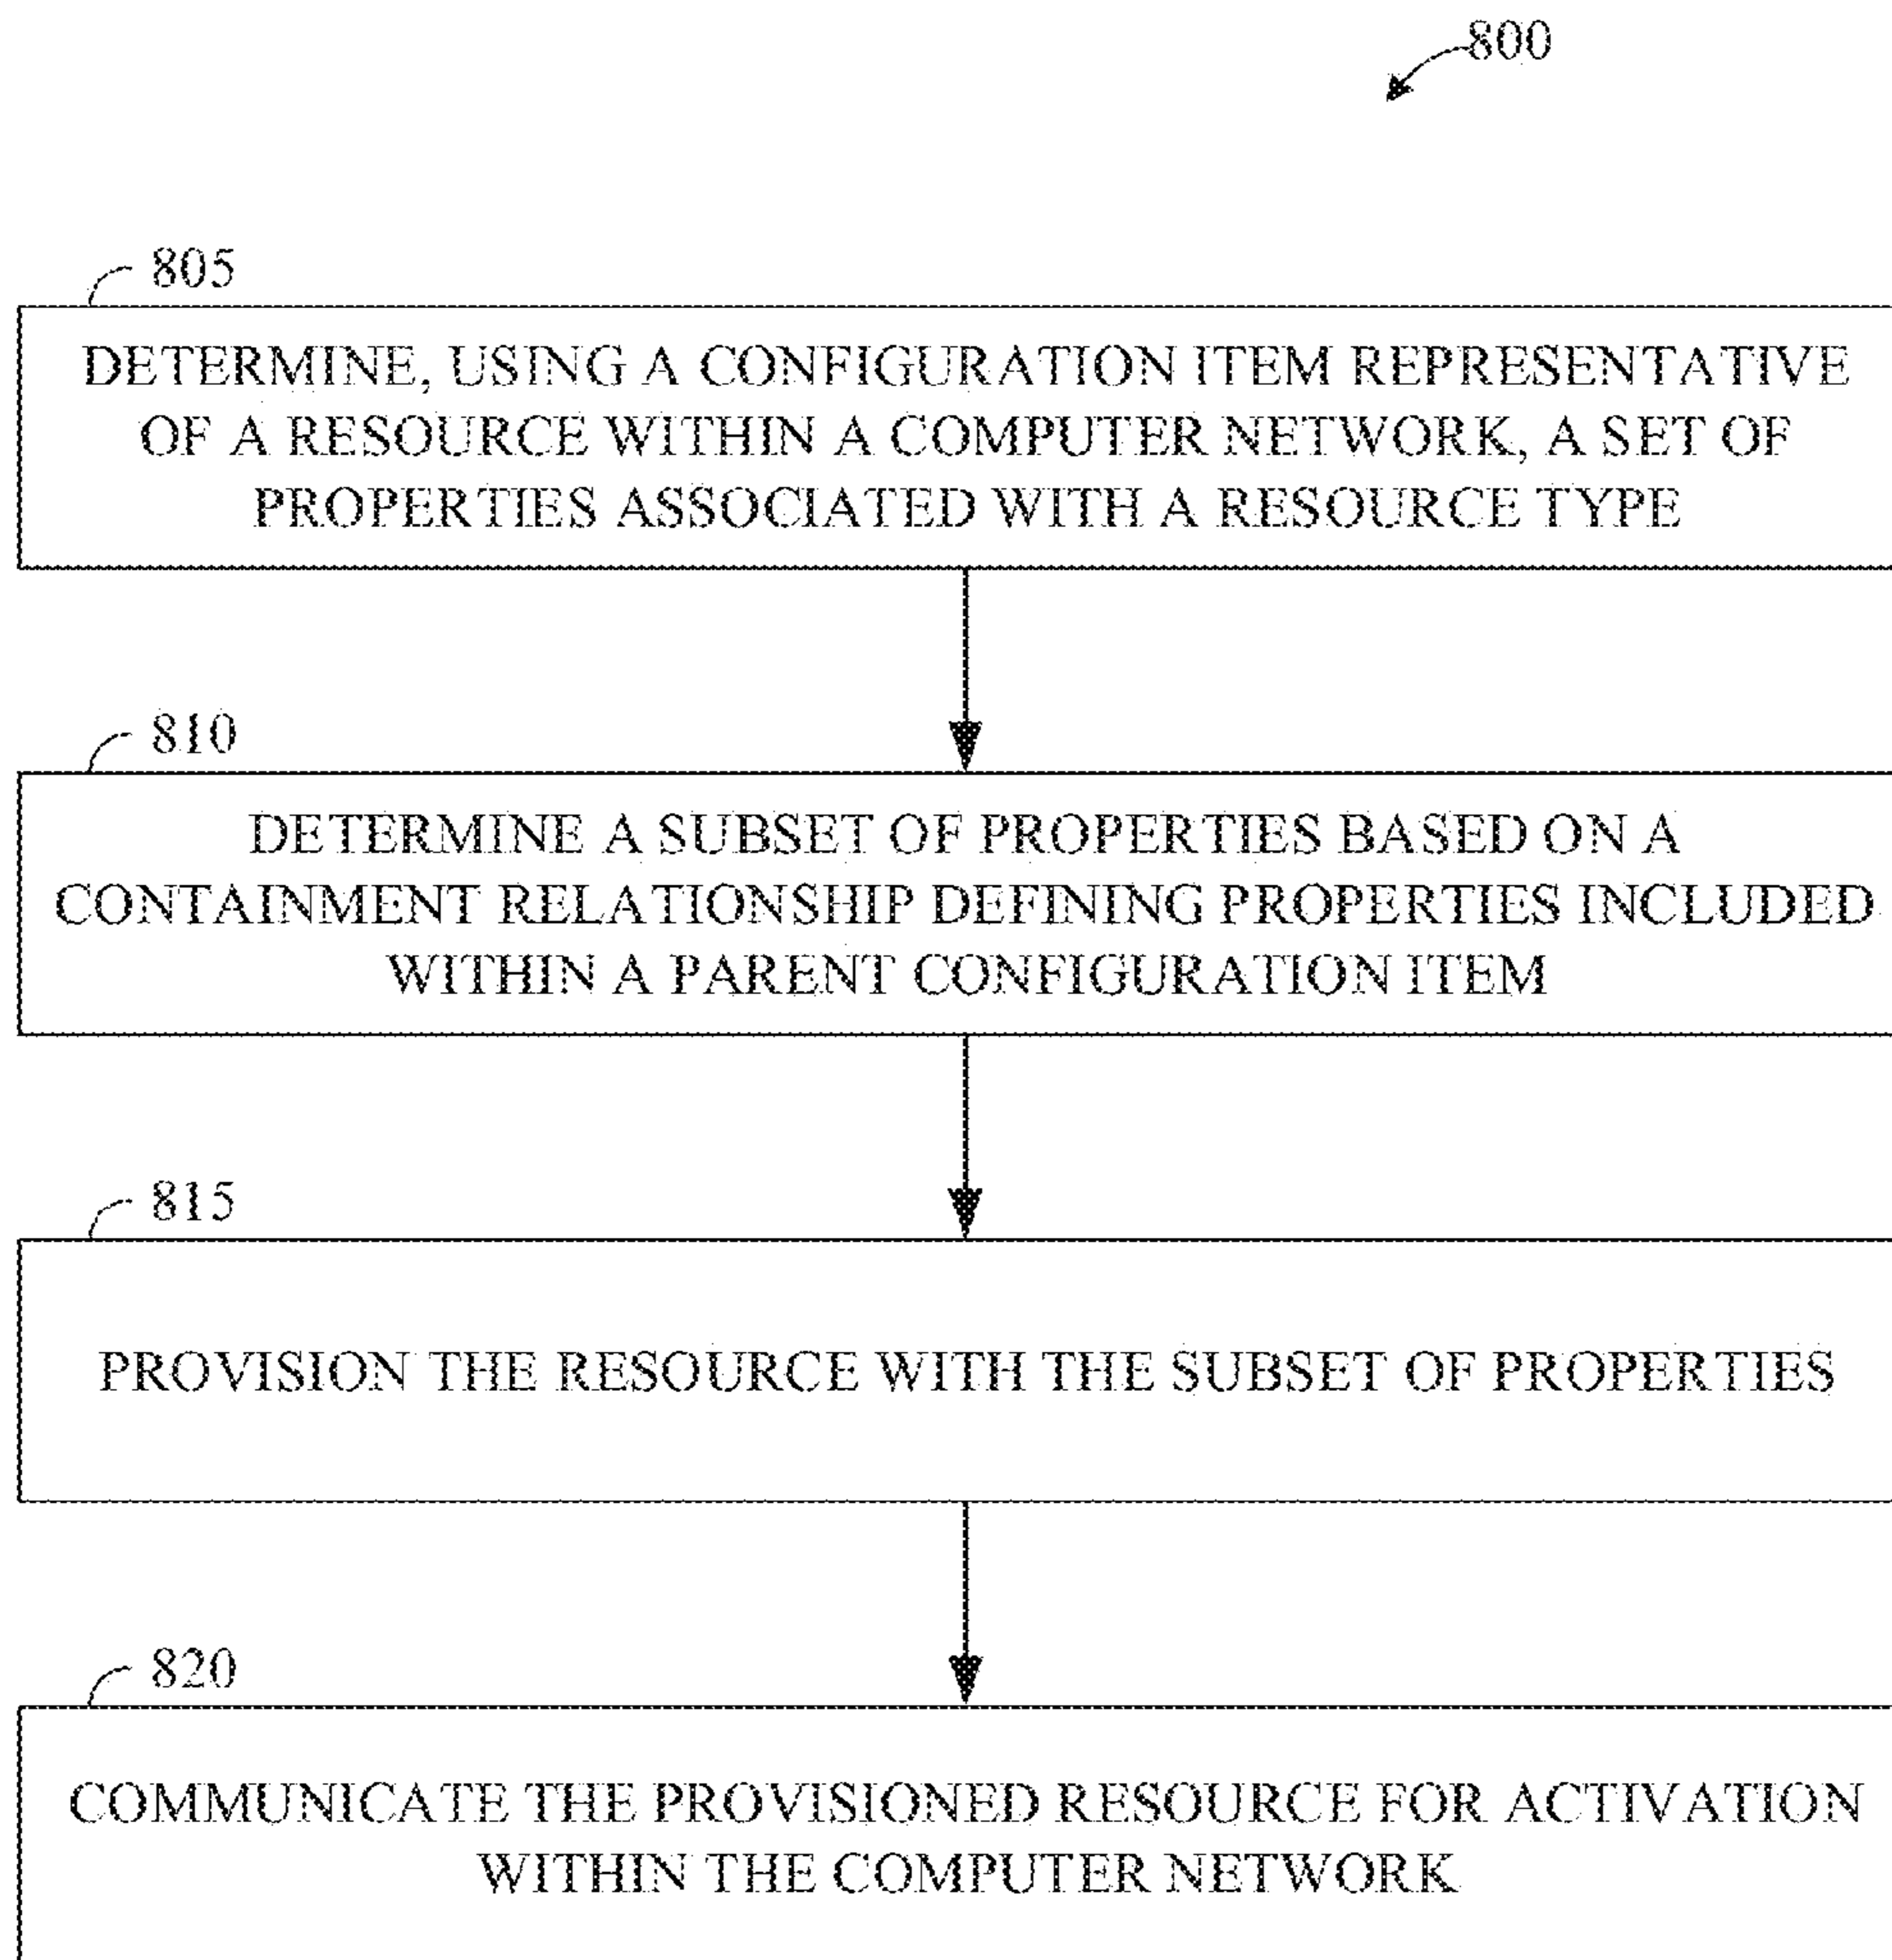 800
805
DETERMINE, USING A CONFIGURATION ITEM REPRESENTATIVE
OF A RESOURCE WITHIN A COMPUTER NETWORK, A SET OF
PROPERTIES ASSOCIATED WITH A RESOURCE TYPE
810
DETERMINE A SUBSET OF PROPERTIES BASED ON A
CONTAINMENT RELATIONSHIP DEFINING PROPERTIES INCLUDED
WITHIN A PARENT CONFIGURATION ITEM
815
PROVISION THE RESOURCE WITH THE SUBSET OF PROPERTIES
820
COMMUNICATE THE PROVISIONED RESOURCE FOR ACTIVATION
WITHIN THE COMPUTER NETWORK